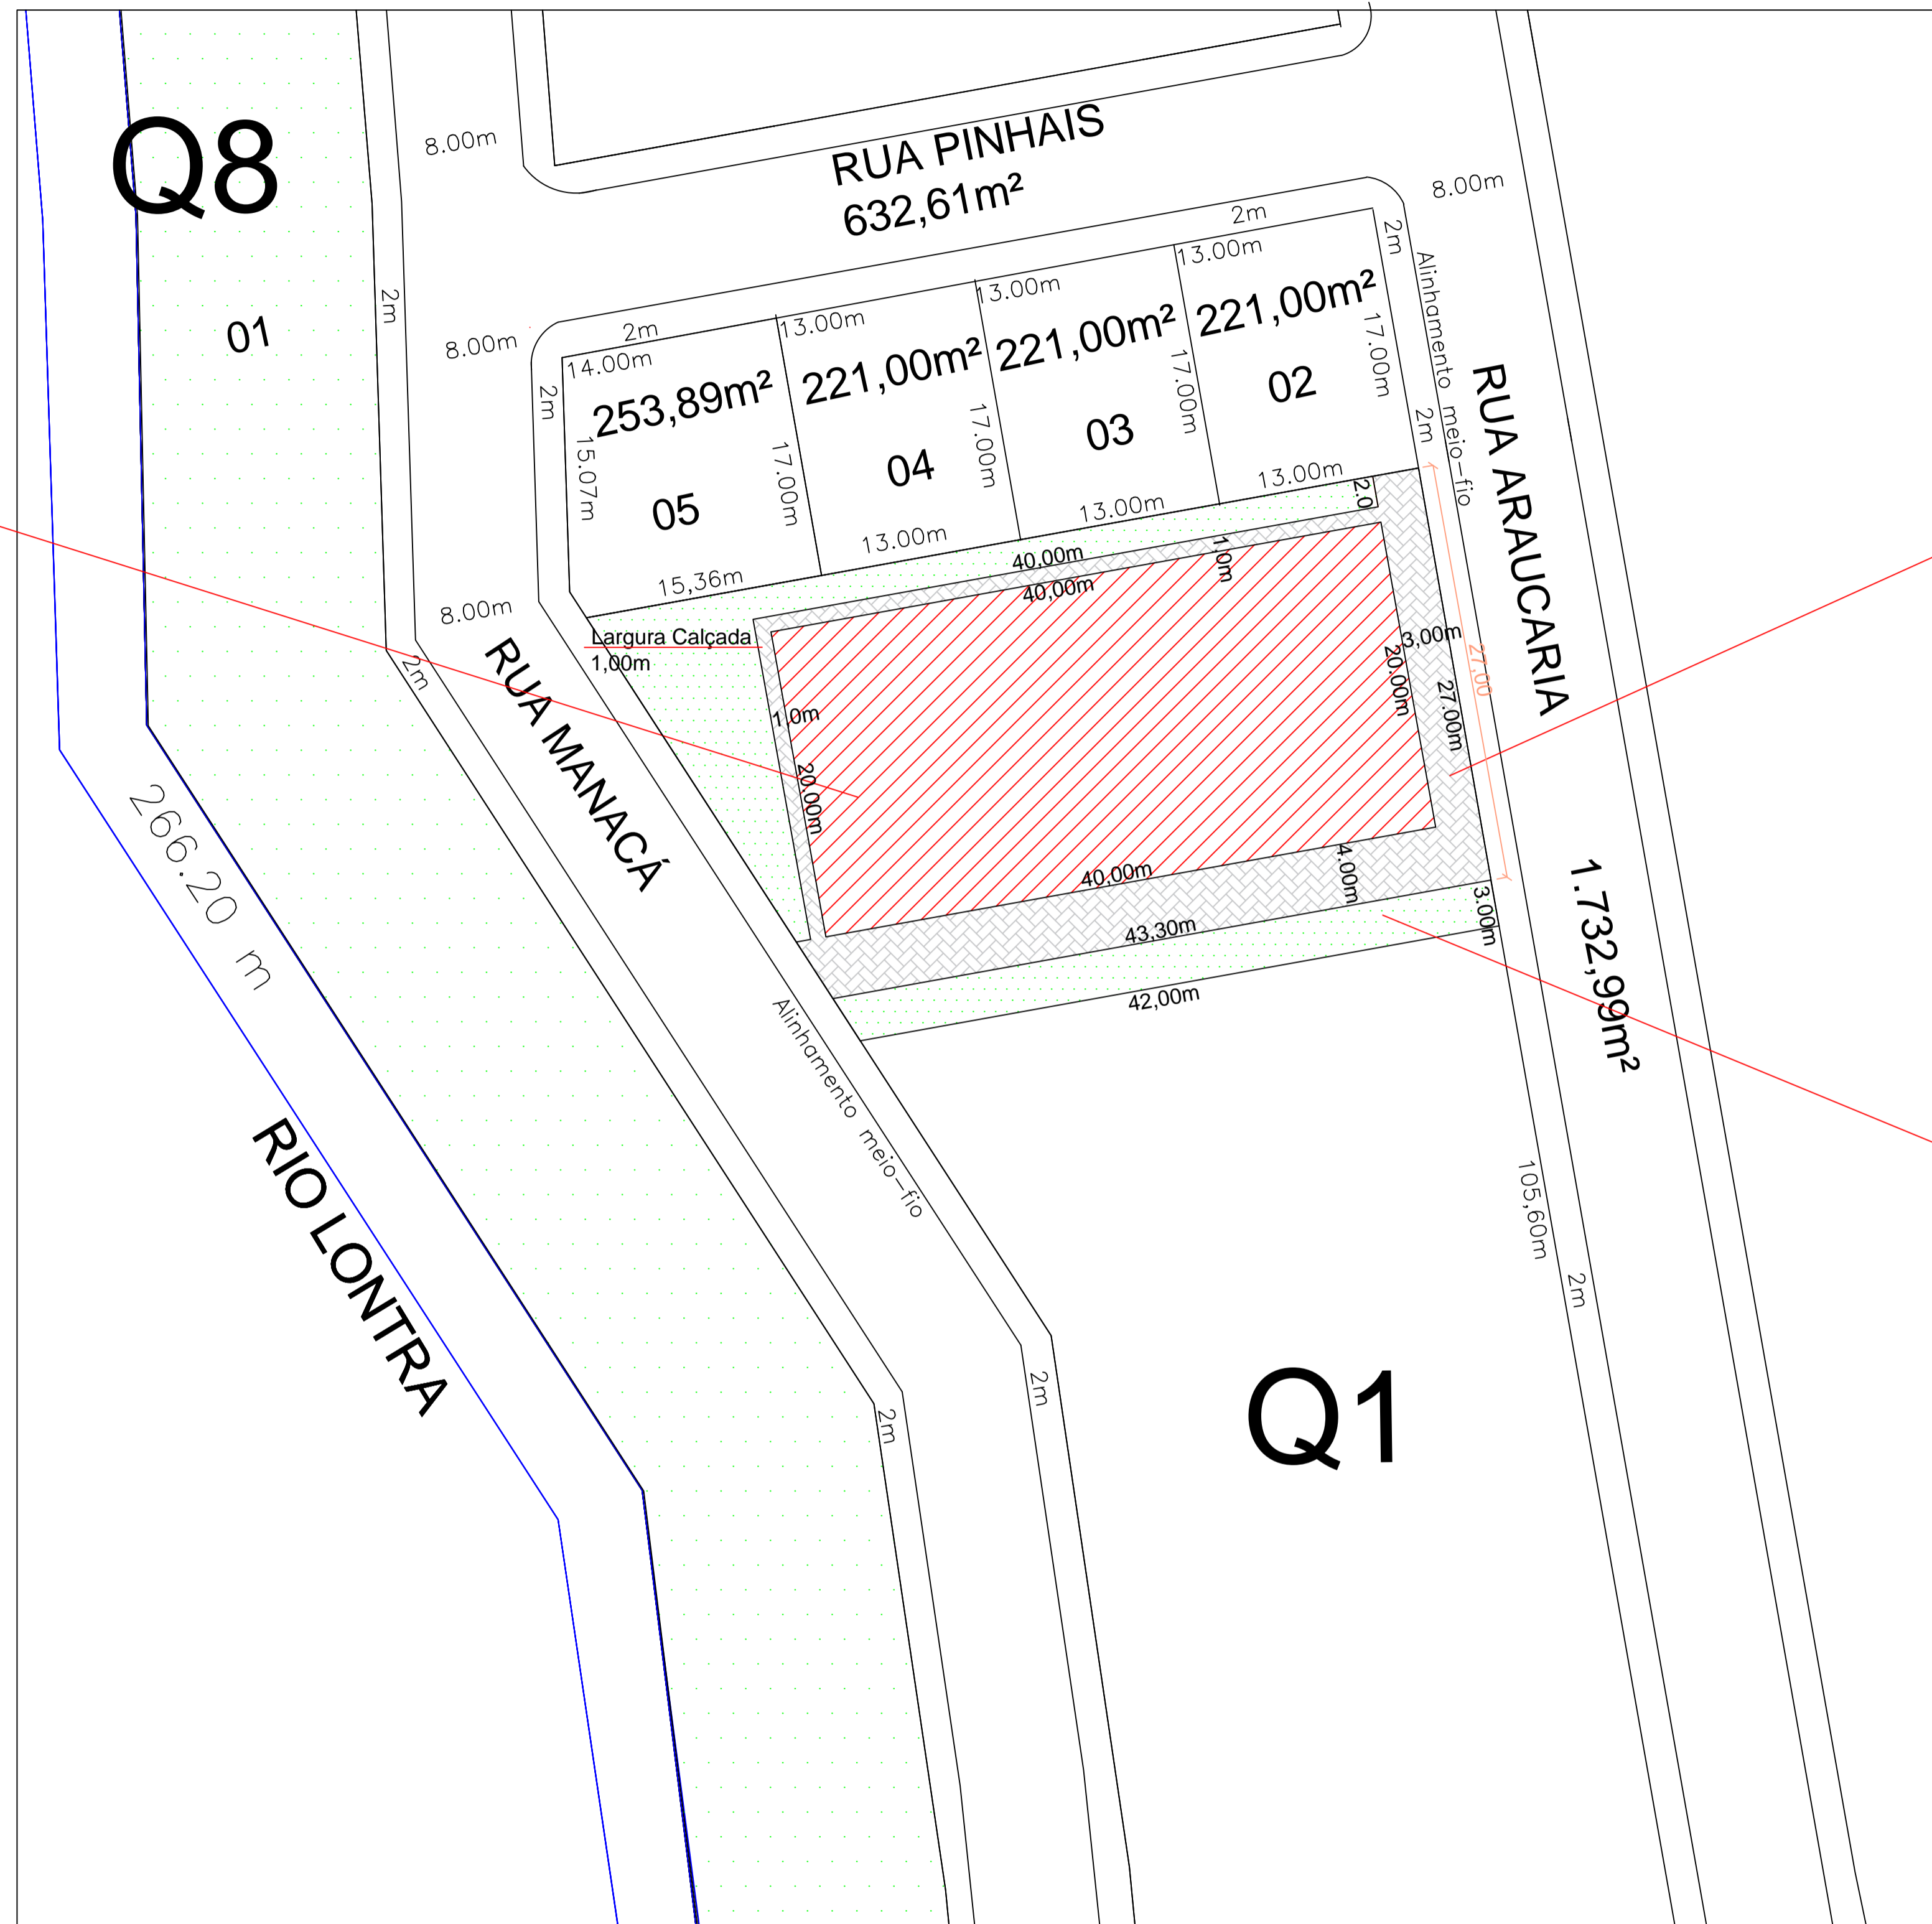 Q8
01
8.00m
RUA PINHAIS
632,61m²
8.00m
2m
2m
2m
8.00m
2m
2m
14.00m
13.00m
13.00m
13.00m
253,89m²
221,00m²
221,00m²
221,00m²
15.07m
17.00m
17.00m
17.00m
17.00m
05
04
03
02
15,36m
13.00m
13.00m
13.00m
Alinhamento meio-fio
2m
RUA ARAUCARIA
2.0
40,00m
1,0m
40,00m
8.00m
2m
RUA MANACÁ
Largura Calçada
1,00m
1,0m
20.00m
3,00m
20.00m
27.00m
27,00
40,00m
4.00m
43,30m
3.00m
42,00m
1.732,99m²
266.20 m
RIO LONTRA
Alinhamento meio-fio
105,60m
2m
2m
2m
Q1